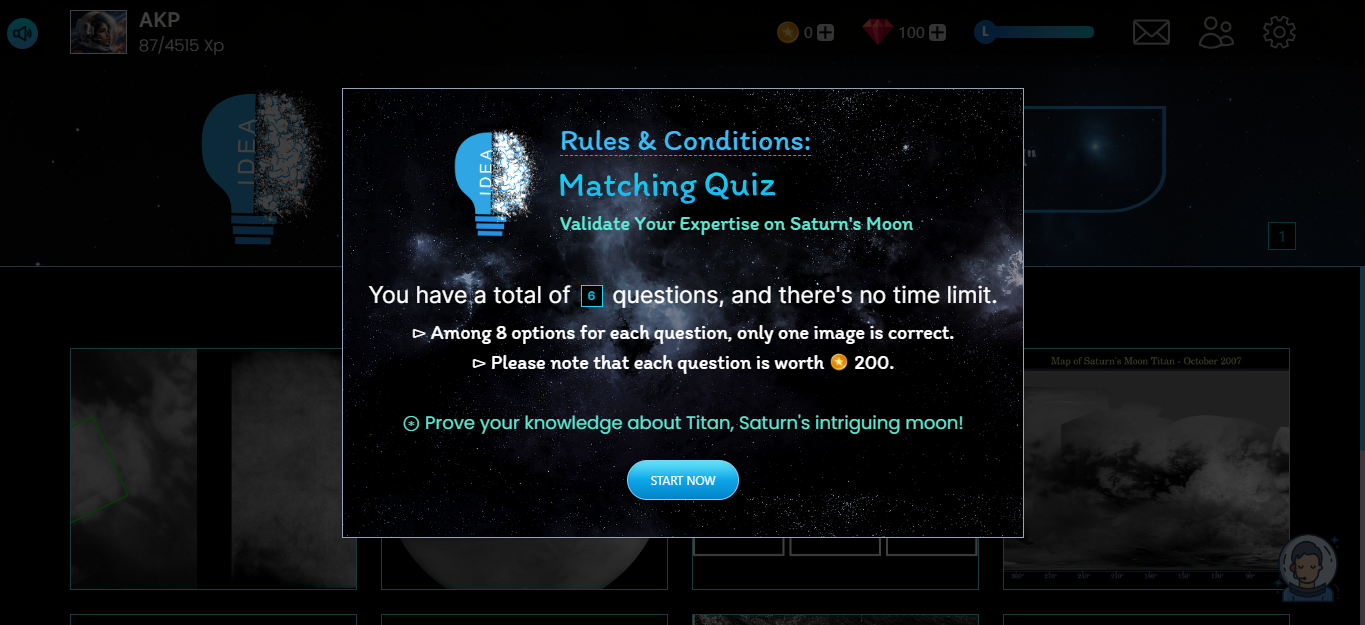 AKP
87/4515 Xp
0
100
L
IDEA
IDEA
Rules & Conditions:
Matching Quiz
Validate Your Expertise on Saturn's Moon
"
1
You have a total of 6 questions, and there's no time limit.
⊳ Among 8 options for each question, only one image is correct.
⊳ Please note that each question is worth 200.
Prove your knowledge about Titan, Saturn's intriguing moon!
START NOW
Map of Saturn's Moon Titan - October 2007